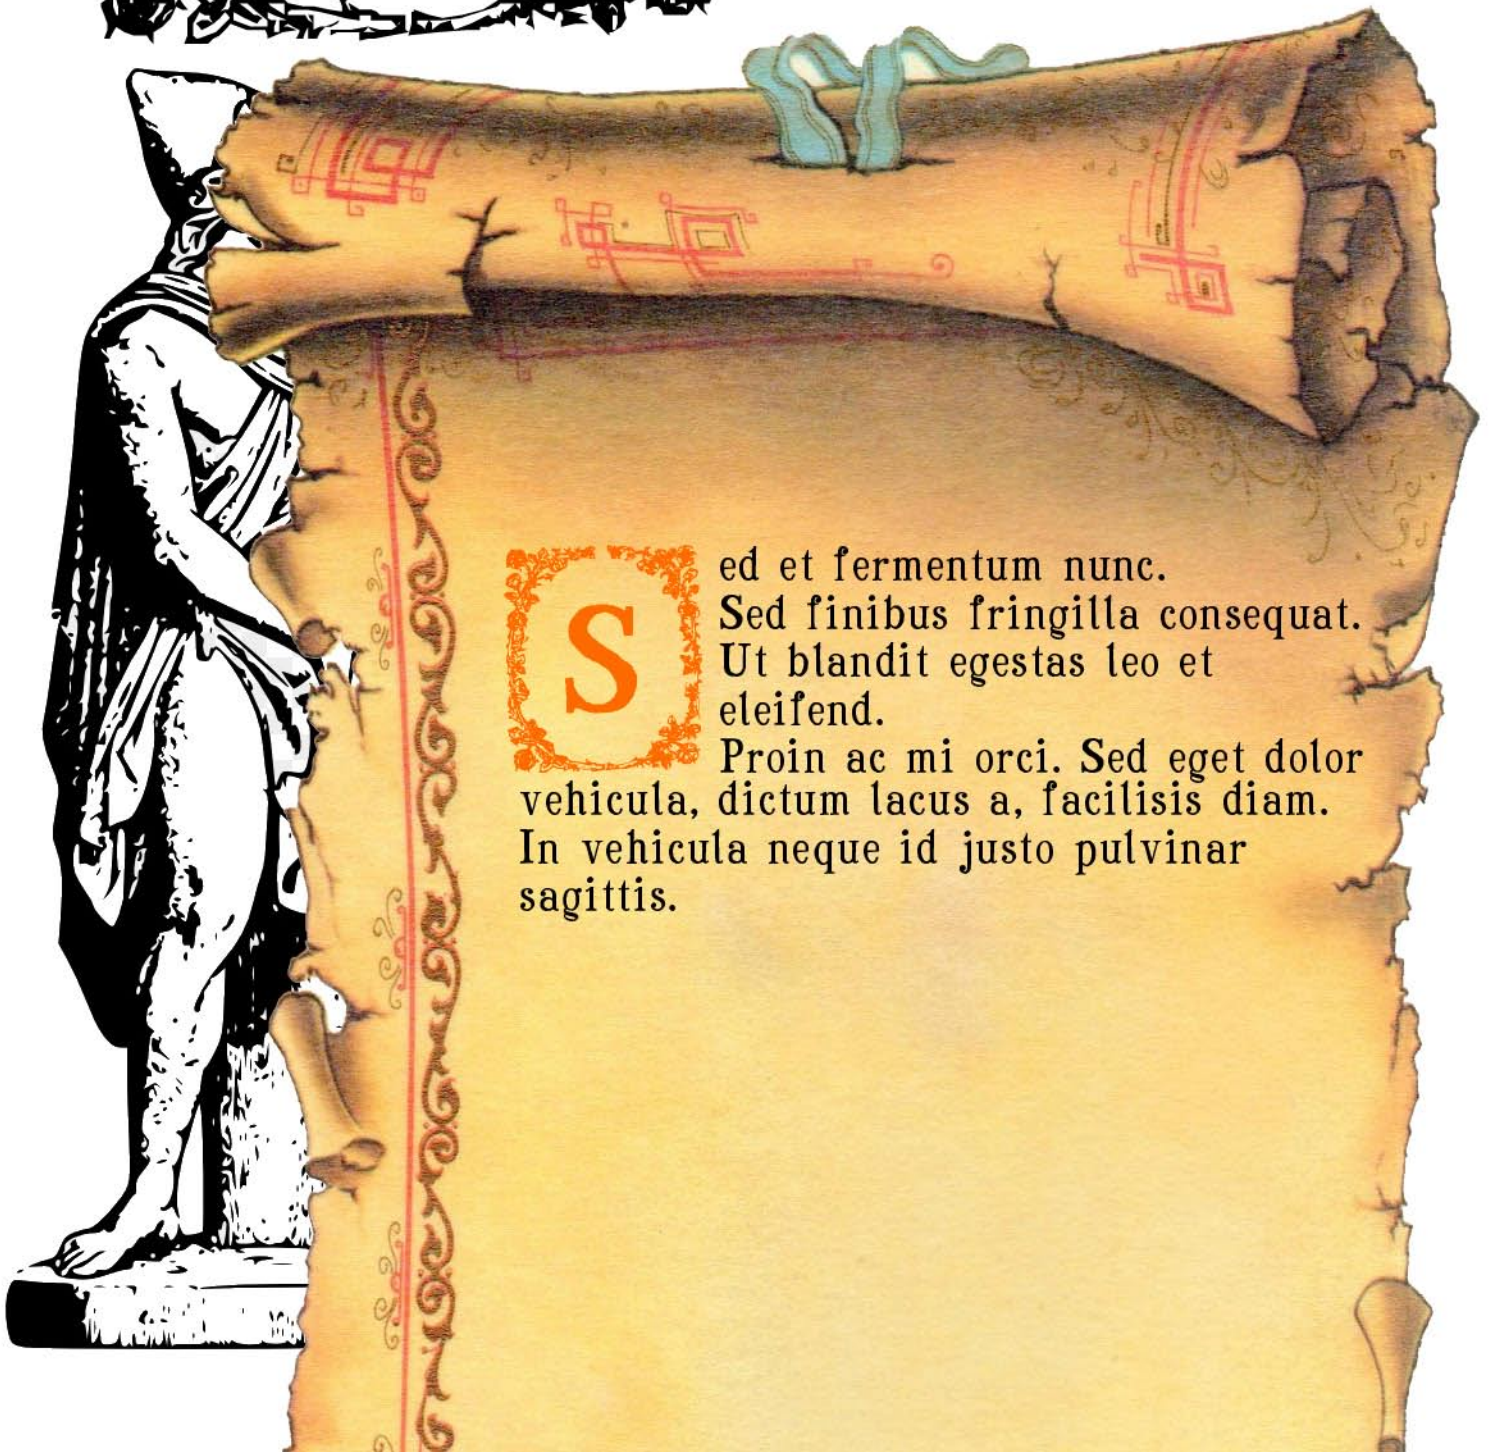 Sed et fermentum nunc.
Sed finibus fringilla consequat.
Ut blandit egestas leo et
eleifend.
Proin ac mi orci. Sed eget dolor
vehicula, dictum lacus a, facilisis diam.
In vehicula neque id justo pulvinar
sagittis.